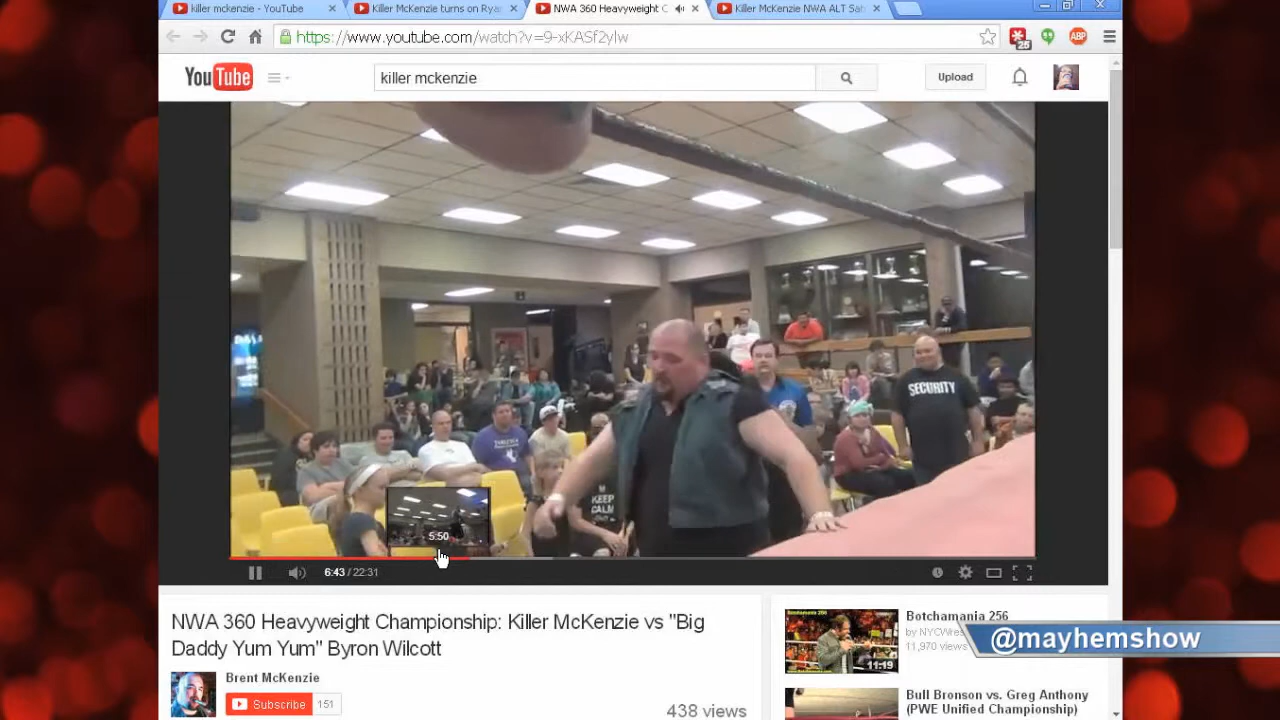 killer mckenzie - YouTube
Killer McKenzie turns on Rya
NWA 360 Heavyweight C
Killer McKenzie NWA ALT Sat
https://www.youtube.com/watch?v=9-xKASf2ylw
25
ABP
YouTube
killer mckenzie
Upload
SECURITY
KEEP
CALM
5:50
6:43 / 22:31
NWA 360 Heavyweight Championship: Killer McKenzie vs "Big
Daddy Yum Yum" Byron Wilcott
Brent McKenzie
Subscribe 151
438 views
Botchamania 256
by NYCWres
11,970 views
11:19
@mayhemshow
Bull Bronson vs. Greg Anthony
(PWE Unified Championship)